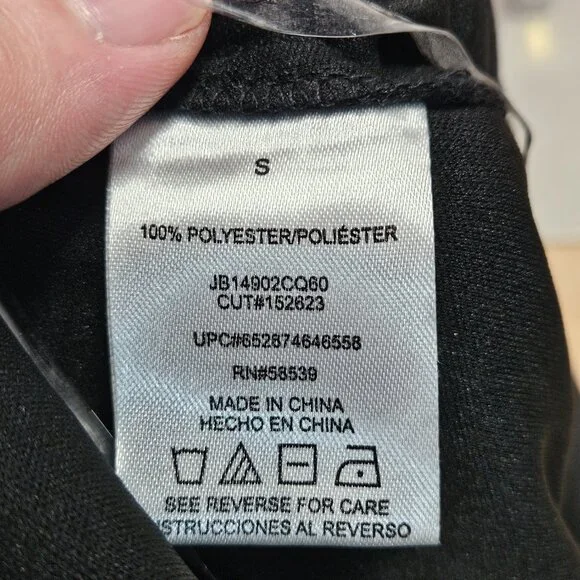 S
100% POLYESTER/POLIÉSTER
JB14902CQ60
CUT#152623
UPC#652874646558
RN#58539
MADE IN CHINA
HECHO EN CHINA
SEE REVERSE FOR CARE
STRUCCIONES AL REVERSO